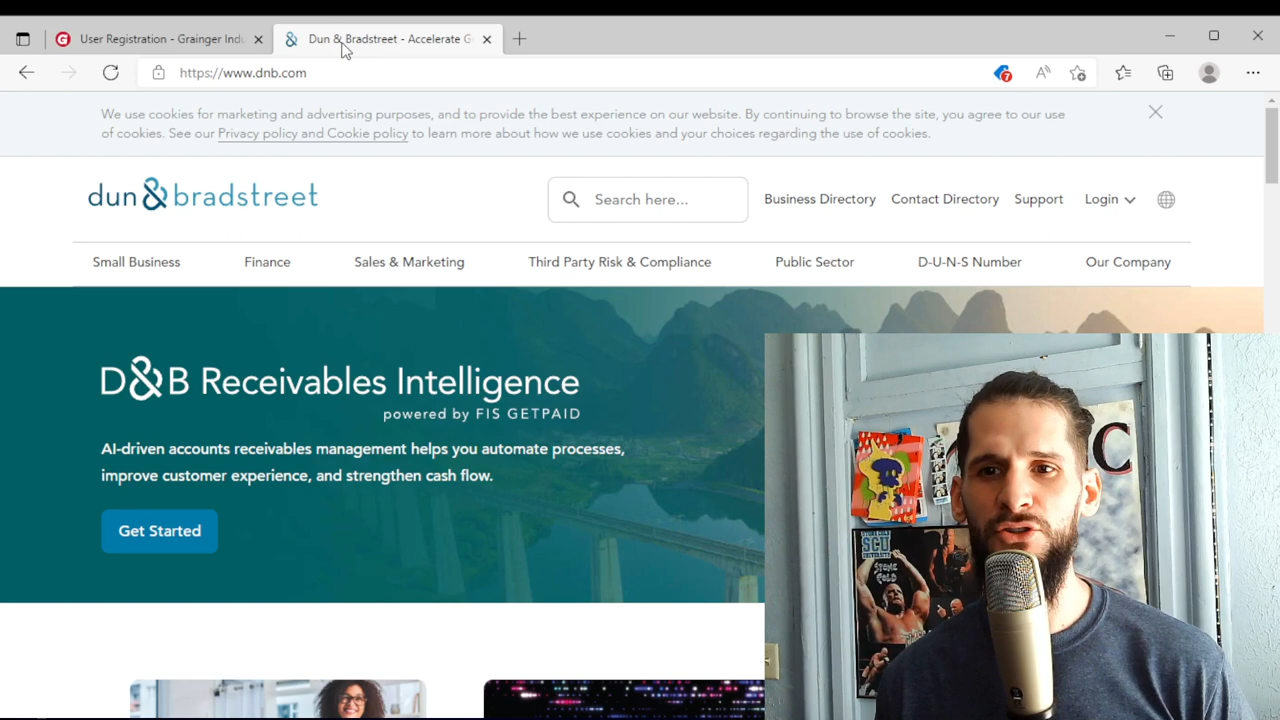 User Registration - Grainger Indu
Dun & Bradstreet - Accelerate G
https://www.dnb.com
7
We use cookies for marketing and advertising purposes, and to provide the best experience on our website. By continuing to browse the site, you agree to our use
of cookies. See our Privacy policy and Cookie policy to learn more about how we use cookies and your choices regarding the use of cookies.
dun & bradstreet
Search here...
Business Directory
Contact Directory
Support
Login
Small Business
Finance
Sales & Marketing
Third Party Risk & Compliance
Public Sector
D-U-N-S Number
Our Company
D&B Receivables Intelligence
powered by FIS GETPAID
AI-driven accounts receivables management helps you automate processes,
improve customer experience, and strengthen cash flow.
Get Started
C
SCU
STONE
COLD